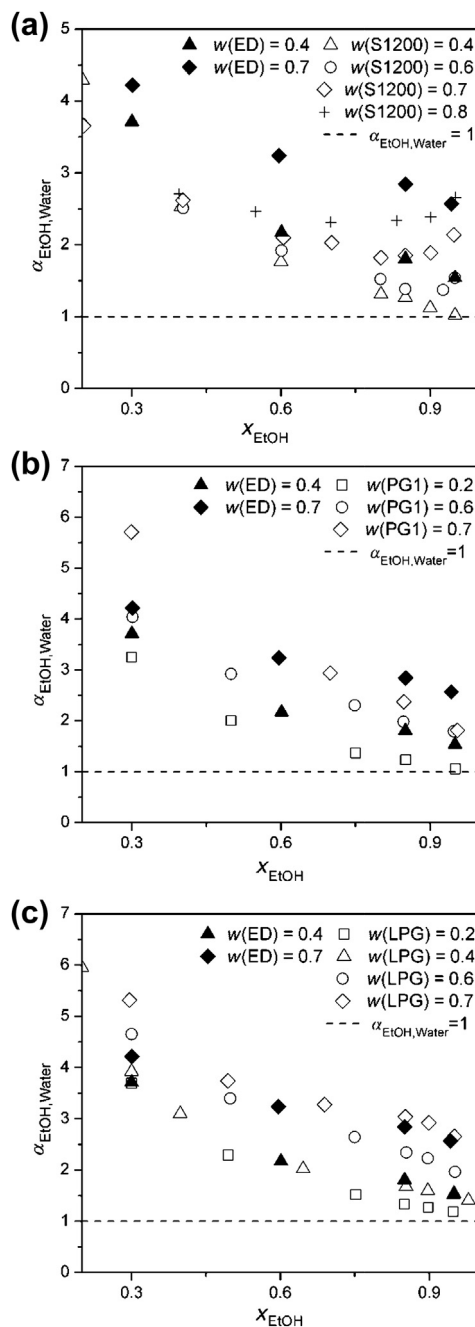 (a)
5
4
3
2
1
0
α_EtOH,Water
▲ w(ED) = 0.4 △ w(S1200) = 0.4
◆ w(ED) = 0.7 ○ w(S1200) = 0.6
◇ w(S1200) = 0.7
+ w(S1200) = 0.8
--- α_EtOH,Water = 1
0.3 0.6 0.9
x_EtOH
(b)
7
6
5
4
3
2
1
0
α_EtOH,Water
▲ w(ED) = 0.4 □ w(PG1) = 0.2
◆ w(ED) = 0.7 ○ w(PG1) = 0.6
◇ w(PG1) = 0.7
--- α_EtOH,Water=1
0.3 0.6 0.9
x_EtOH
(c)
7
6
5
4
3
2
1
0
α_EtOH,Water
▲ w(ED) = 0.4 □ w(LPG) = 0.2
◆ w(ED) = 0.7 △ w(LPG) = 0.4
○ w(LPG) = 0.6
◇ w(LPG) = 0.7
--- α_EtOH,Water=1
0.3 0.6 0.9
x_EtOH